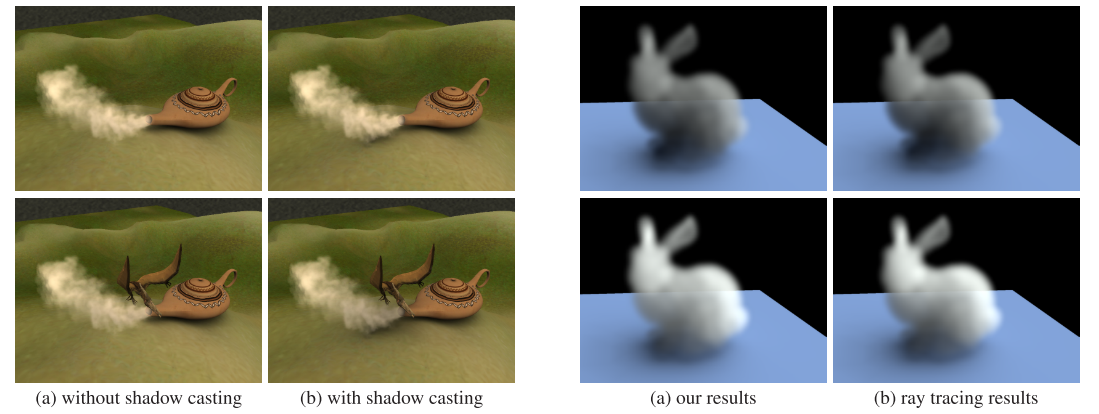 (a) without shadow casting
(b) with shadow casting
(a) our results
(b) ray tracing results